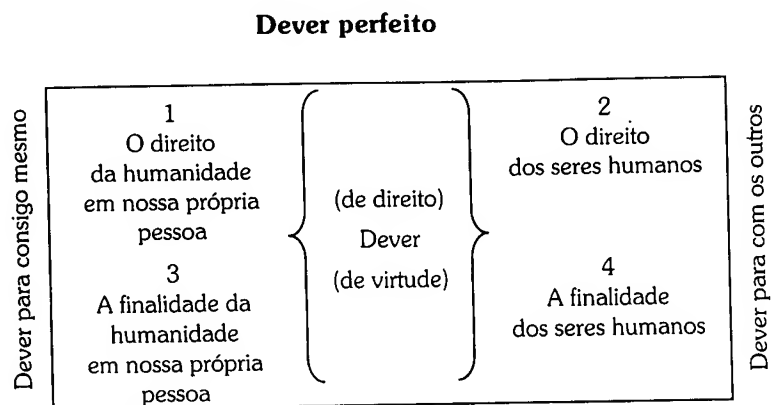 Dever perfeito
Dever para consigo mesmo
1
O direito
da humanidade
em nossa própria
pessoa
3
A finalidade da
humanidade
em nossa própria
pessoa
(de direito)
Dever
(de virtude)
2
O direito
dos seres humanos
4
A finalidade
dos seres humanos
Dever para com os outros